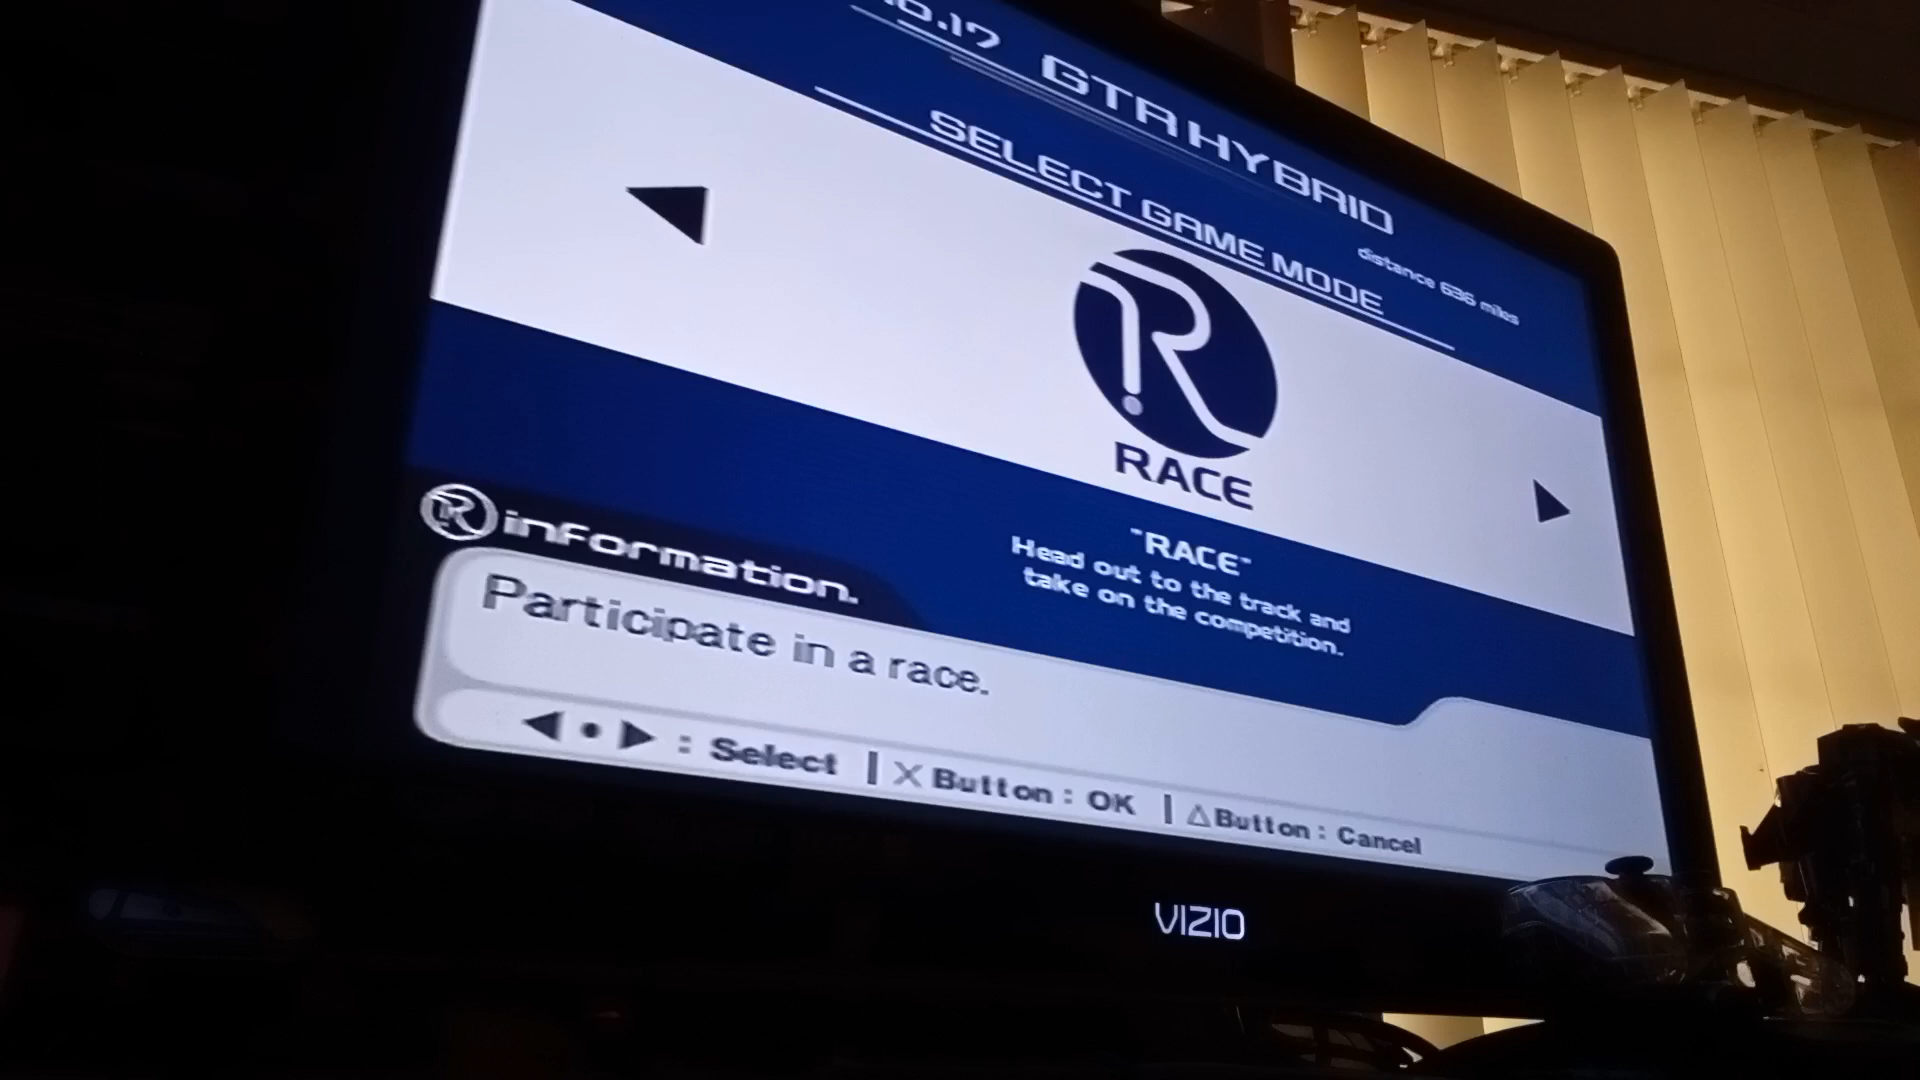 GTR HYBRID
distance 636 miles
SELECT GAME MODE
RACE
"RACE"
Head out to the track and
take on the competition.
R information.
Participate in a race.
◀ • ▶ : Select | X Button : OK | △Button : Cancel
VIZIO